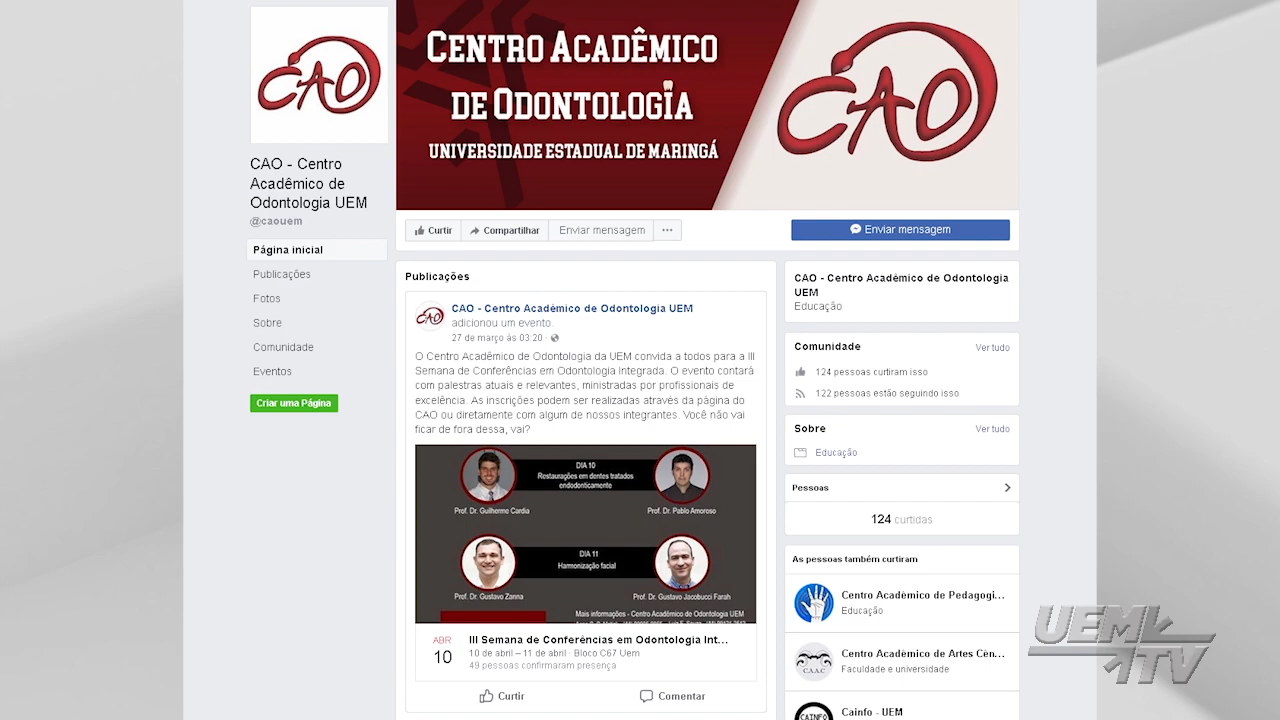 CAO
CENTRO ACADÊMICO
DE ODONTOLOGIA
UNIVERSIDADE ESTADUAL DE MARINGÁ
CAO
CAO - Centro
Acadêmico de
Odontologia UEM
@caouem
Página inicial
Publicações
Fotos
Sobre
Comunidade
Eventos
Criar uma Página
Curtir
Compartilhar
Enviar mensagem
...
Enviar mensagem
Publicações
CAO
CAO - Centro Acadêmico de Odontologia UEM
adicionou um evento.
27 de março às 03:20 ·
O Centro Acadêmico de Odontologia da UEM convida a todos para a III
Semana de Conferências em Odontologia Integrada. O evento contará
com palestras atuais e relevantes, ministradas por profissionais de
excelência. As inscrições podem ser realizadas através da página do
CAO ou diretamente com algum de nossos integrantes. Você não vai
ficar de fora dessa, vai?
DIA 10
Restaurações em dentes tratados
endodonticamente
Prof. Dr. Guilherme Cardia
Prof. Dr. Pablo Amoroso
DIA 11
Harmonização facial
Prof. Dr. Gustavo Zanna
Prof. Dr. Gustavo Jacobucci Farah
Mais informações - Centro Acadêmico de Odontologia UEM
ABR
10
III Semana de Conferências em Odontologia Int...
10 de abril – 11 de abril · Bloco C67 Uem
49 pessoas confirmaram presença
Curtir
Comentar
CAO - Centro Acadêmico de Odontologia
UEM
Educação
Comunidade
Ver tudo
124 pessoas curtiram isso
122 pessoas estão seguindo isso
Sobre
Ver tudo
Educação
Pessoas
124 curtidas
As pessoas também curtiram
Centro Acadêmico de Pedagogi...
Educação
C.A.A.C
Centro Acadêmico de Artes Cên...
Faculdade e universidade
CAINFO
Cainfo - UEM
UEM
TV